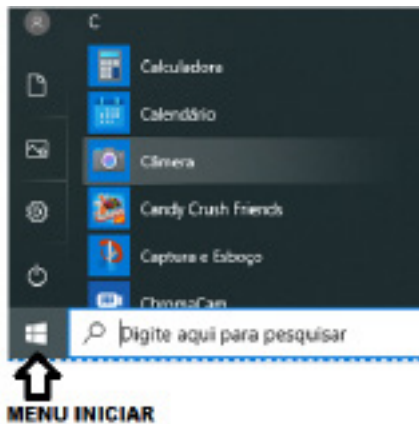 C
Calculadora
Calendário
Câmera
Candy Crush Friends
Captura e Esboço
ChromaCam
Digite aqui para pesquisar
MENU INICIAR